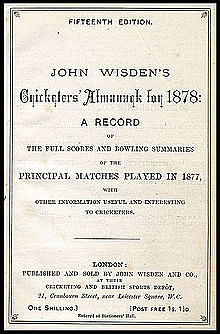 FIFTEENTH EDITION.
JOHN WISDEN'S
Cricketers' Almanack for 1878:
A RECORD
OF
THE FULL SCORES AND BOWLING SUMMARIES
OF THE
PRINCIPAL MATCHES PLAYED IN 1877,
WITH
OTHER INFORMATION USEFUL AND INTERESTING
TO CRICKETERS.
LONDON:
PUBLISHED AND SOLD BY JOHN WISDEN AND CO.,
AT THEIR
CRICKETING AND BRITISH SPORTS DEPÔT,
21, Cranbourn Street, near Leicester Square, W.C.
ONE SHILLING.] [POST FREE 1s. 1½D.
Entered at Stationers' Hall.